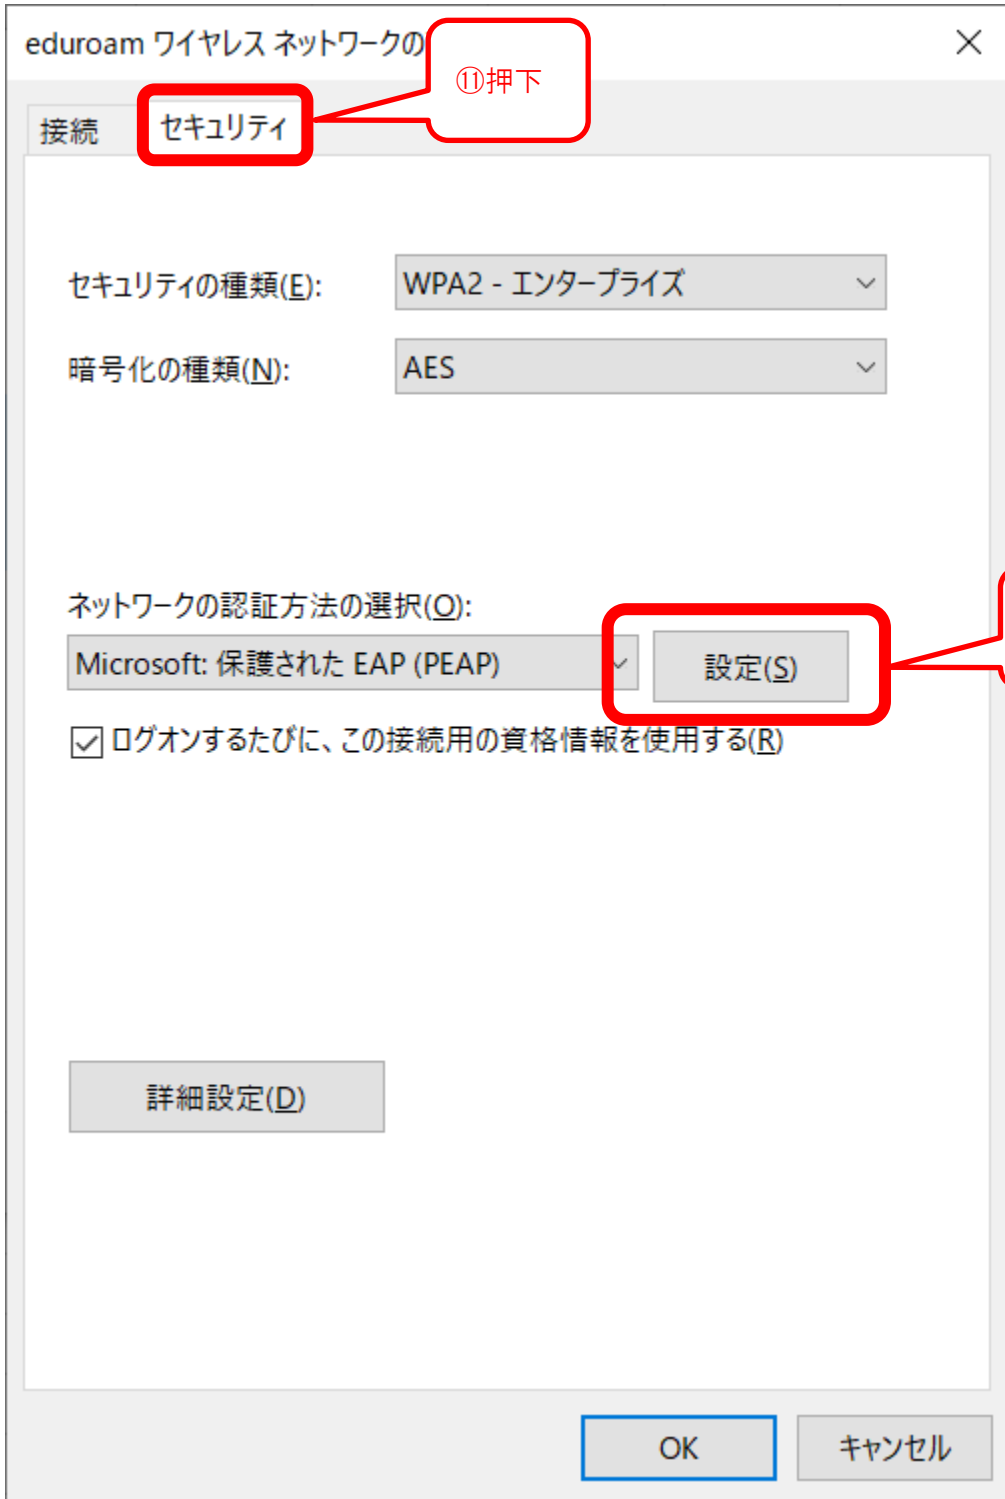 eduroam ワイヤレス ネットワークの
⑪押下
接続
セキュリティ
セキュリティの種類(E):
WPA2 - エンタープライズ
暗号化の種類(N):
AES
ネットワークの認証方法の選択(O):
Microsoft: 保護された EAP (PEAP)
設定(S)
ログオンするたびに、この接続用の資格情報を使用する(R)
詳細設定(D)
OK
キャンセル